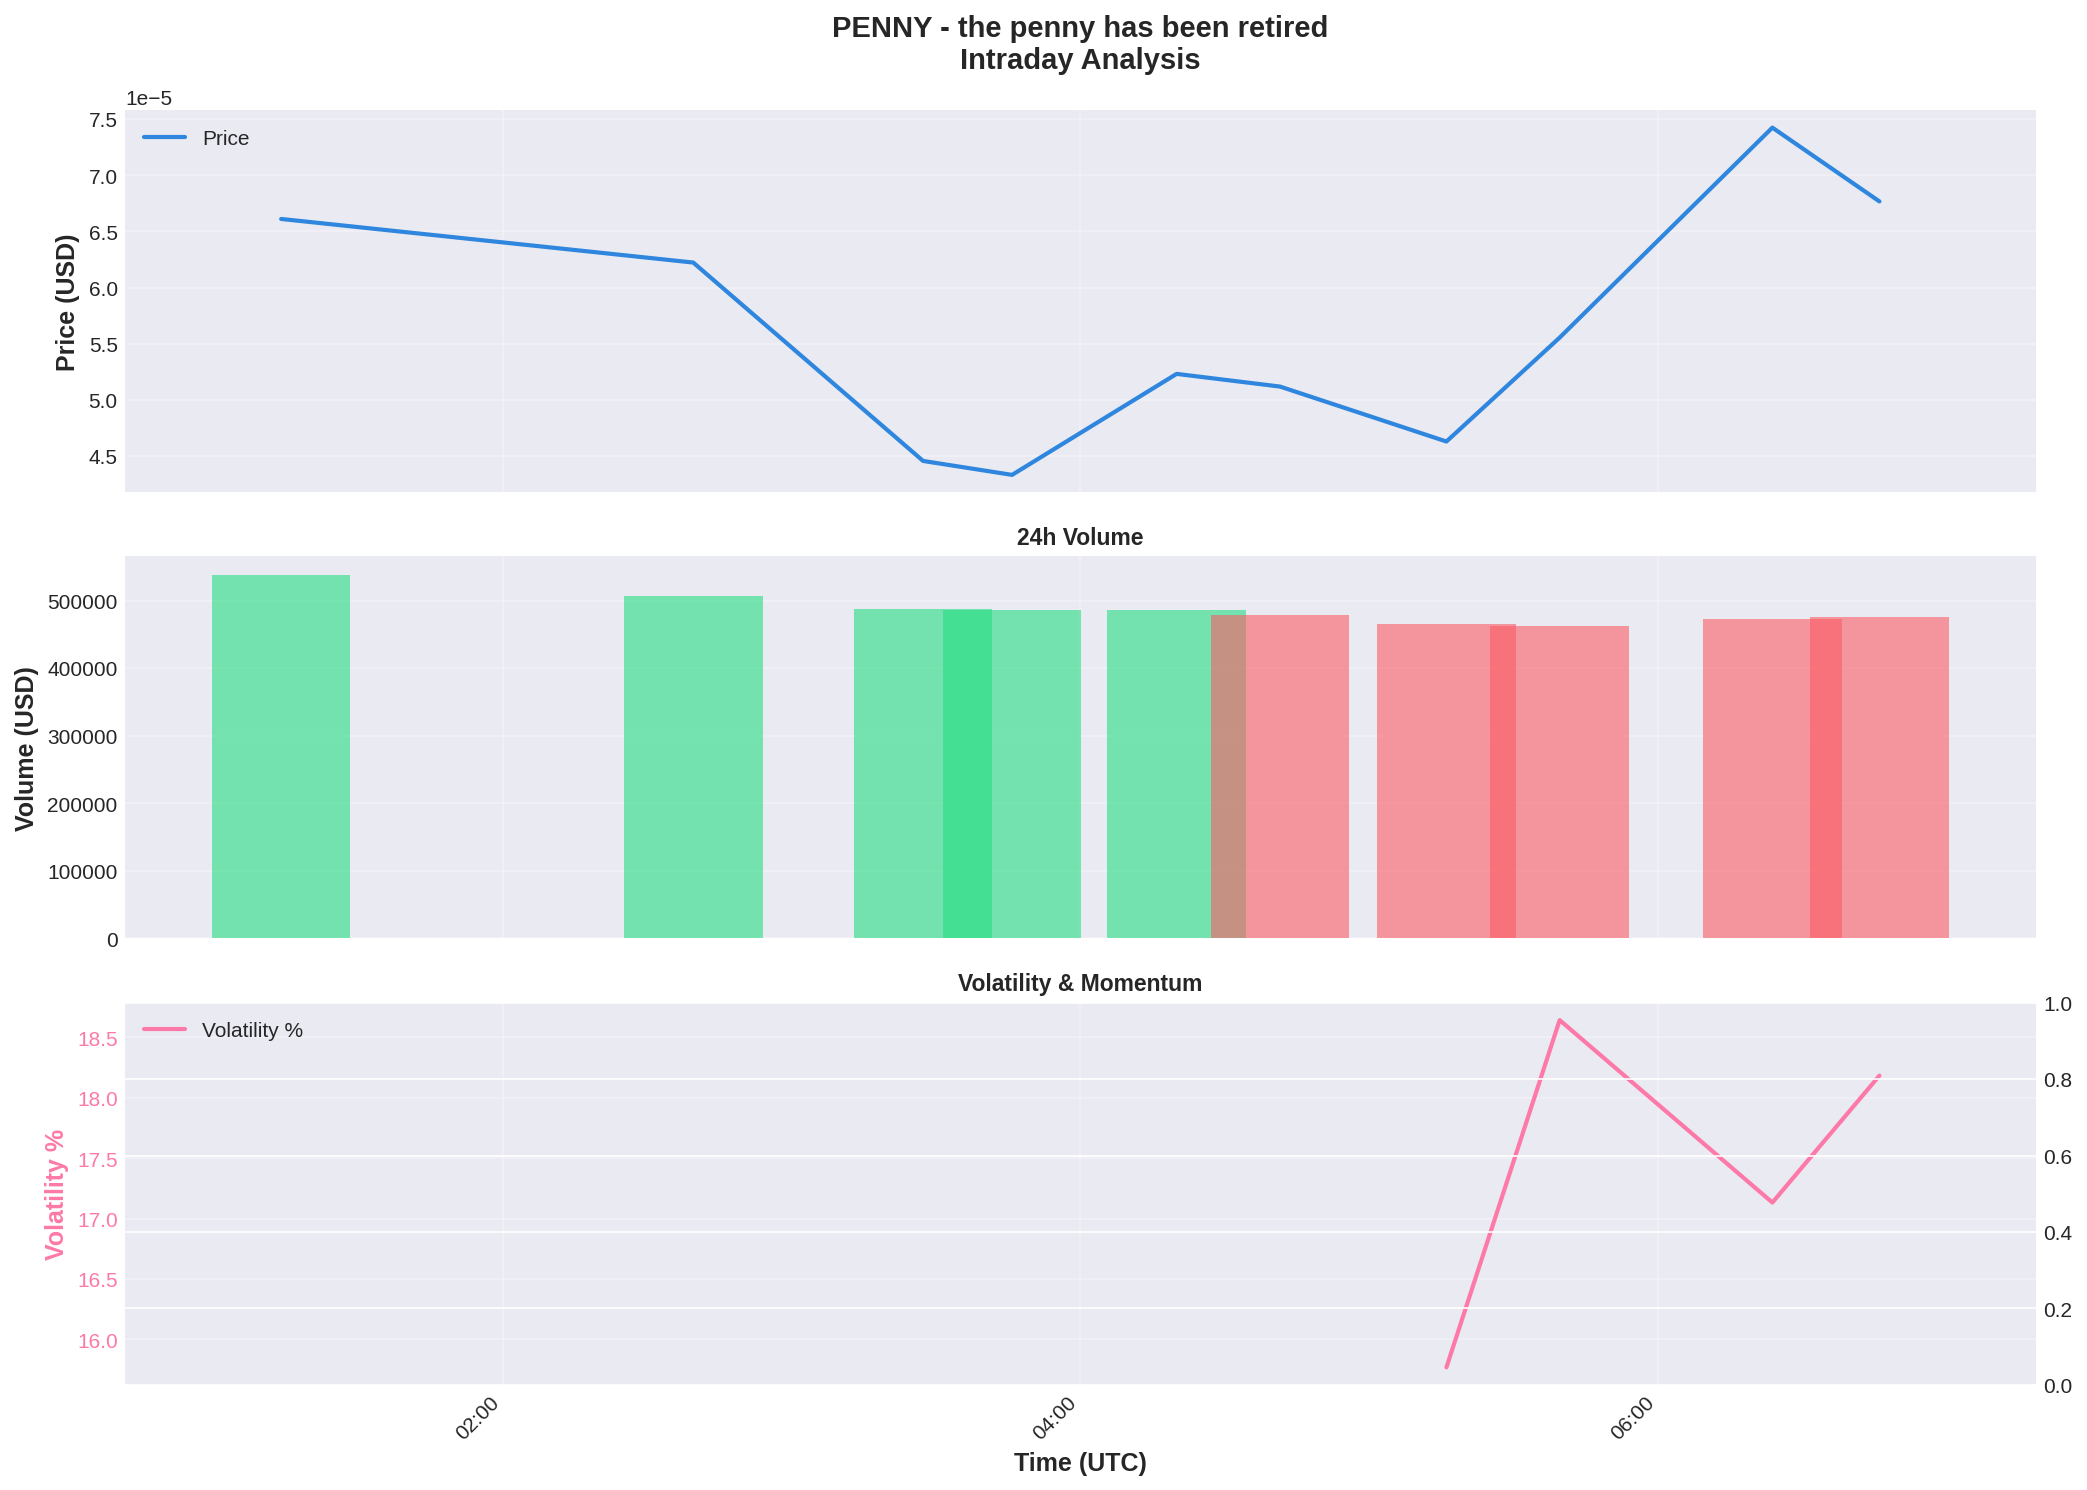 PENNY - the penny has been retired
Intraday Analysis
1e−5
7.5
7.0
6.5
6.0
5.5
5.0
4.5
Price (USD)
Price
24h Volume
500000
400000
300000
200000
100000
0
Volume (USD)
Volatility & Momentum
Volatility %
18.5
18.0
17.5
17.0
16.5
16.0
Volatility %
1.0
0.8
0.6
0.4
0.2
0.0
02:00
04:00
06:00
Time (UTC)